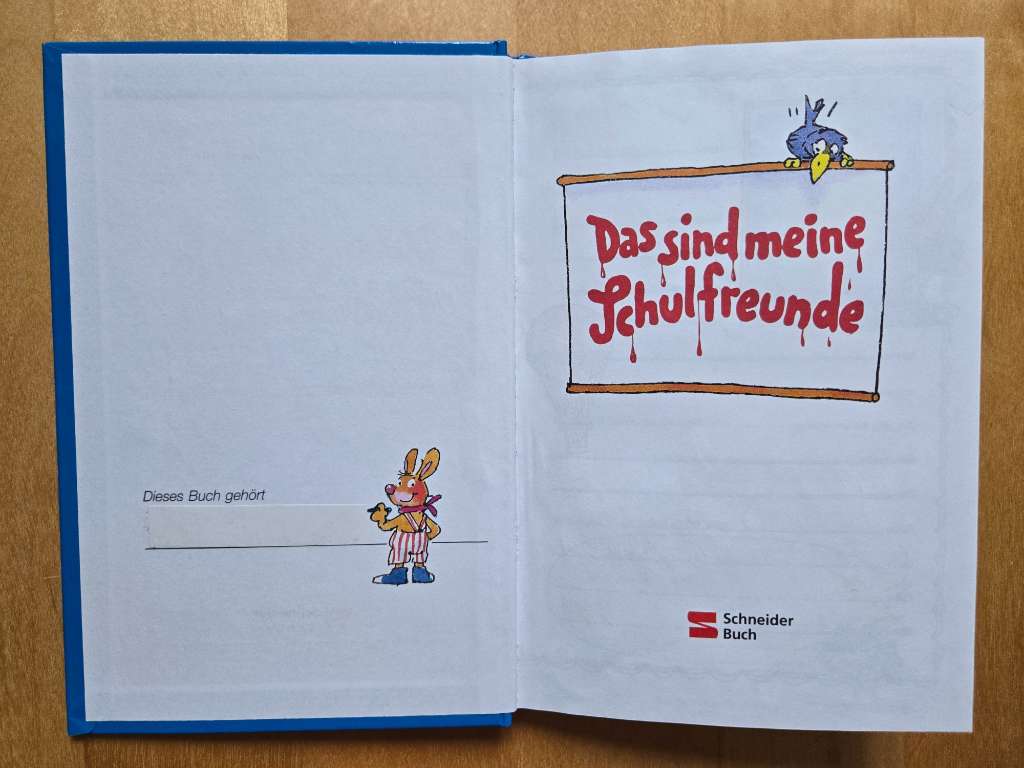 Dieses Buch gehört
Das sind meine
Schulfreunde
Schneider
Buch